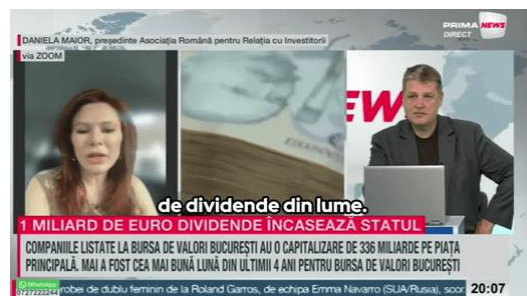 PRIMA NEWS
DIRECT
DANIELA MAIOR, președinte Asociația Română pentru Relația cu Investitorii
via ZOOM
EW
de dividende din lume.
1 MILIARD DE EURO DIVIDENDE ÎNCASEAZĂ STATUL
COMPANIILE LISTATE LA BURSA DE VALORI BUCUREȘTI AU O CAPITALIZARE DE 336 MILIARDE PE PIAȚA
PRINCIPALĂ. MAI A FOST CEA MAI BUNĂ LUNĂ DIN ULTIMII 4 ANI PENTRU BURSA DE VALORI BUCUREȘTI
WhatsApp
0727222244
probei de dublu feminin de la Roland Garros, de echipa Emma Navarro (SUA/Rusia), scor
20:07